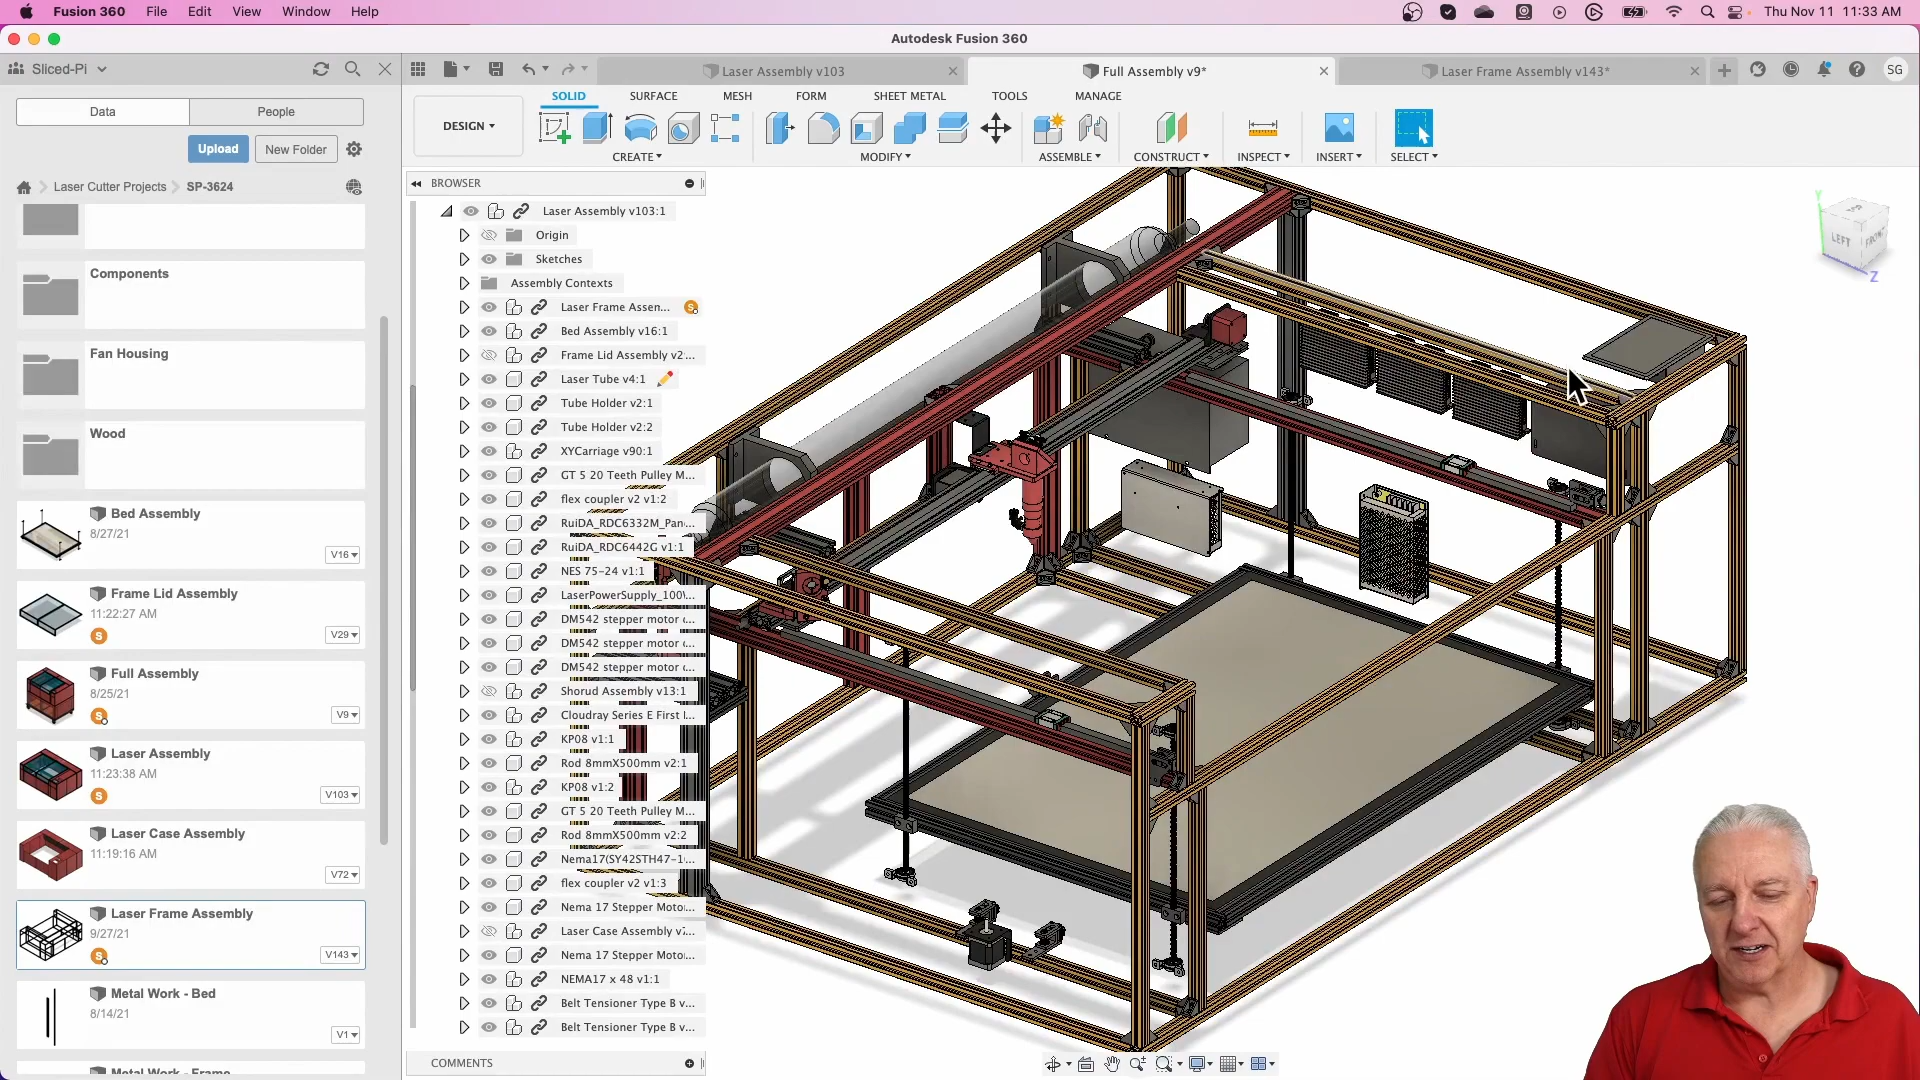 Fusion 360 File Edit View Window Help Thu Nov 11 11:33 AM
Autodesk Fusion 360
Sliced-Pi
Laser Assembly v103
Full Assembly v9*
Laser Frame Assembly v143*
SG
Data People
Upload New Folder
Laser Cutter Projects SP-3624
Components
Fan Housing
Wood
Bed Assembly
8/27/21
V16
Frame Lid Assembly
11:22:27 AM
S
V29
Full Assembly
8/25/21
S
V9
Laser Assembly
11:23:38 AM
S
V103
Laser Case Assembly
11:19:16 AM
V72
Laser Frame Assembly
9/27/21
S
V143
Metal Work - Bed
8/14/21
V1
Metal Work - Frame
DESIGN
SOLID SURFACE MESH FORM SHEET METAL TOOLS MANAGE
CREATE MODIFY ASSEMBLE CONSTRUCT INSPECT INSERT SELECT
BROWSER
Laser Assembly v103:1
Origin
Sketches
Assembly Contexts
Laser Frame Assen... S
Bed Assembly v16:1
Frame Lid Assembly v2...
Laser Tube v4:1
Tube Holder v2:1
Tube Holder v2:2
XYCarriage v90:1
GT 5 20 Teeth Pulley M...
flex coupler v2 v1:2
RuiDA_RDC6332M_Pan...
RuiDA_RDC6442G v1:1
NES 75-24 v1:1
LaserPowerSupply_100\...
DM542 stepper motor (...
DM542 stepper motor (...
DM542 stepper motor (...
Shorud Assembly v13:1
Cloudray Series E First l...
KP08 v1:1
Rod 8mmX500mm v2:1
KP08 v1:2
GT 5 20 Teeth Pulley M...
Rod 8mmX500mm v2:2
Nema17(SY42STH47-1(...
flex coupler v2 v1:3
Nema 17 Stepper Moto...
Laser Case Assembly v7...
Nema 17 Stepper Moto...
NEMA17 x 48 v1:1
Belt Tensioner Type B v...
Belt Tensioner Type B v...
COMMENTS
Y
TOP
LEFT
FRONT
Z